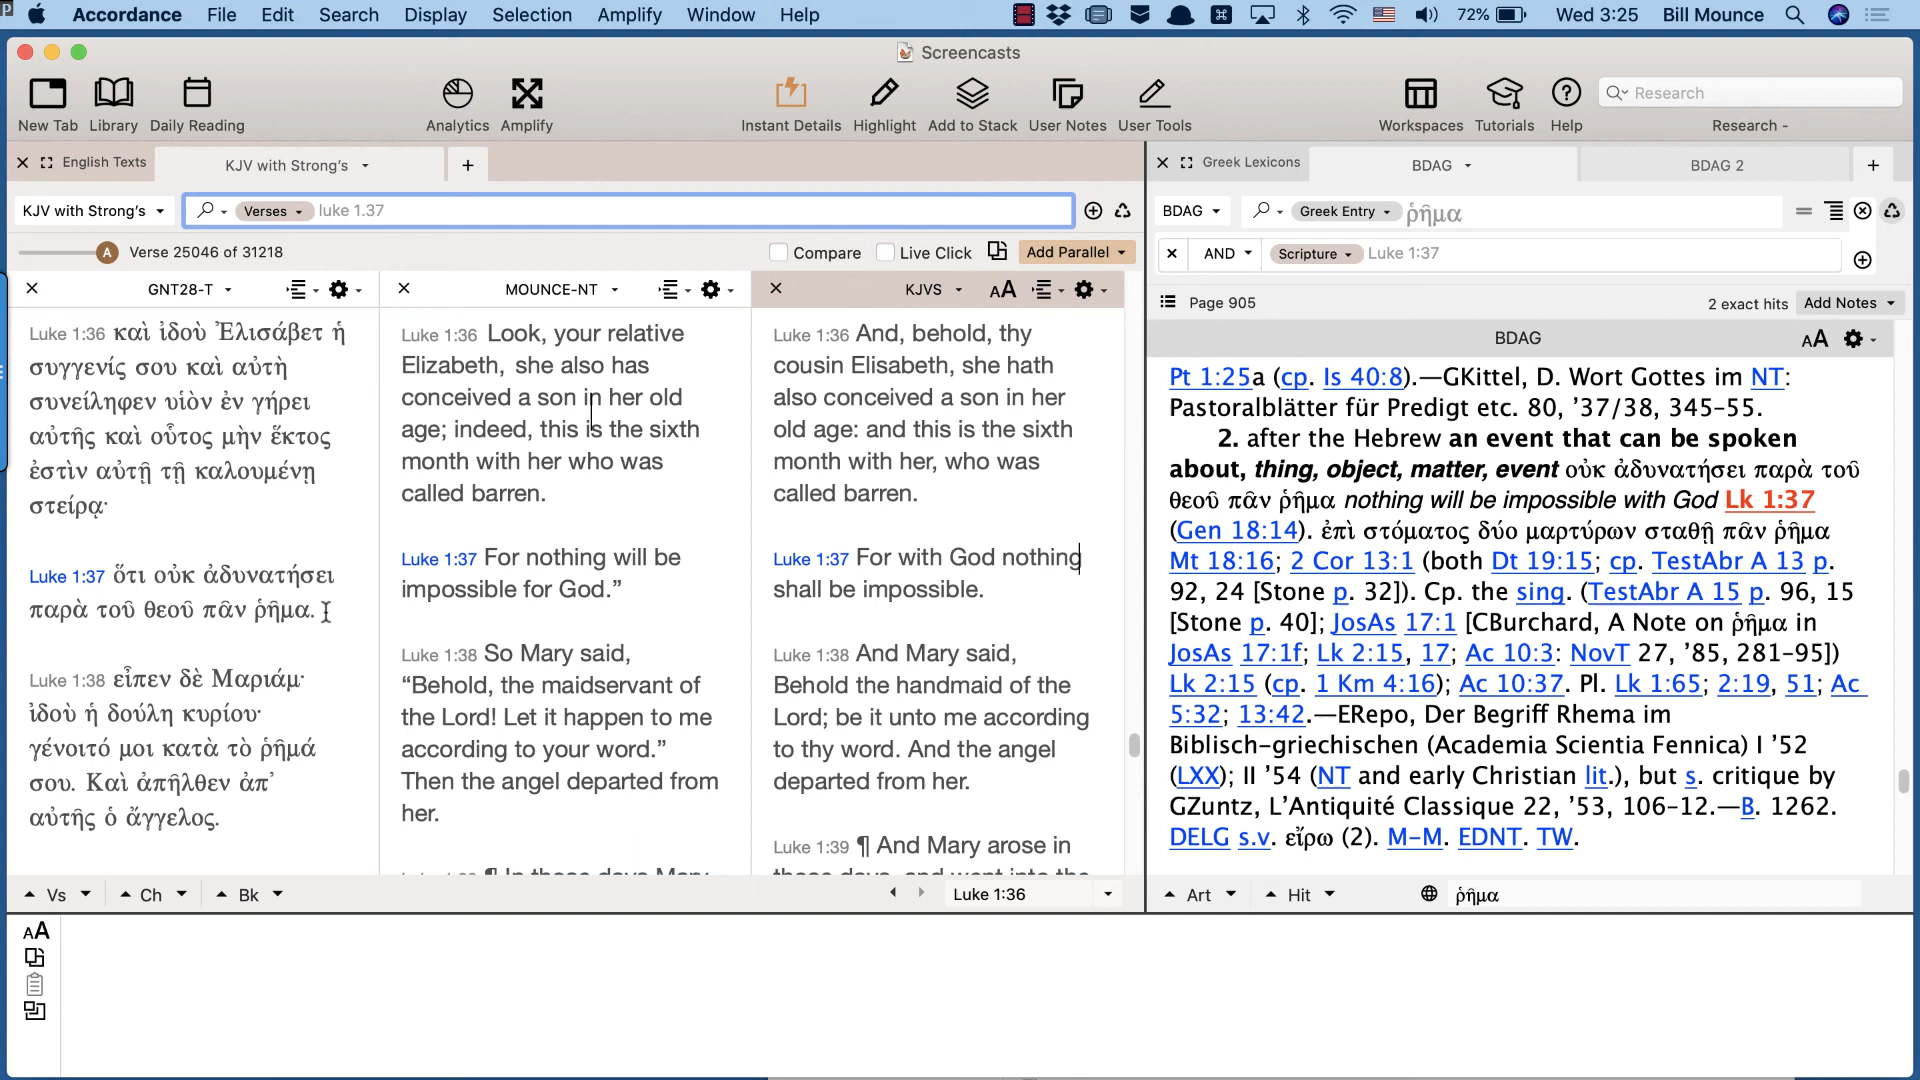 Accordance File Edit Search Display Selection Amplify Window Help 72% Wed 3:25 Bill Mounce
Screencasts
New Tab Library Daily Reading Analytics Amplify Instant Details Highlight Add to Stack User Notes User Tools Workspaces Tutorials Help Research
Research -
English Texts KJV with Strong's +
KJV with Strong's Verses luke 1.37
A Verse 25046 of 31218 Compare Live Click Add Parallel
GNT28-T
Luke 1:36 καὶ ἰδοὺ Ἐλισάβετ ἡ
συγγενίς σου καὶ αὐτὴ
συνείληφεν υἱὸν ἐν γήρει
αὐτῆς καὶ οὗτος μὴν ἕκτος
ἐστὶν αὐτῇ τῇ καλουμένῃ
στείρᾳ·
Luke 1:37 ὅτι οὐκ ἀδυνατήσει
παρὰ τοῦ θεοῦ πᾶν ῥῆμα.
Luke 1:38 εἶπεν δὲ Μαριάμ·
ἰδοὺ ἡ δούλη κυρίου·
γένοιτό μοι κατὰ τὸ ῥῆμά
σου. Καὶ ἀπῆλθεν ἀπ’
αὐτῆς ὁ ἄγγελος.
MOUNCE-NT
Luke 1:36 Look, your relative
Elizabeth, she also has
conceived a son in her old
age; indeed, this is the sixth
month with her who was
called barren.
Luke 1:37 For nothing will be
impossible for God.”
Luke 1:38 So Mary said,
“Behold, the maidservant of
the Lord! Let it happen to me
according to your word.”
Then the angel departed from
her.
¶ In those days Mary
KJVS AA
Luke 1:36 And, behold, thy
cousin Elisabeth, she hath
also conceived a son in her
old age: and this is the sixth
month with her, who was
called barren.
Luke 1:37 For with God nothing
shall be impossible.
Luke 1:38 And Mary said,
Behold the handmaid of the
Lord; be it unto me according
to thy word. And the angel
departed from her.
Luke 1:39 ¶ And Mary arose in
those days, and went into the
Vs Ch Bk Luke 1:36
AA
Greek Lexicons BDAG BDAG 2 +
BDAG Greek Entry ῥῆμα
AND Scripture Luke 1:37
Page 905 2 exact hits Add Notes
BDAG AA
Pt 1:25a (cp. Is 40:8).—GKittel, D. Wort Gottes im NT:
Pastoralblätter für Predigt etc. 80, ’37/38, 345–55.
2. after the Hebrew an event that can be spoken
about, thing, object, matter, event οὐκ ἀδυνατήσει παρὰ τοῦ
θεοῦ πᾶν ῥῆμα nothing will be impossible with God Lk 1:37
(Gen 18:14). ἐπὶ στόματος δύο μαρτύρων σταθῇ πᾶν ῥῆμα
Mt 18:16; 2 Cor 13:1 (both Dt 19:15; cp. TestAbr A 13 p.
92, 24 [Stone p. 32]). Cp. the sing. (TestAbr A 15 p. 96, 15
[Stone p. 40]; JosAs 17:1 [CBurchard, A Note on ῥῆμα in
JosAs 17:1f; Lk 2:15, 17; Ac 10:3: NovT 27, ’85, 281–95])
Lk 2:15 (cp. 1 Km 4:16); Ac 10:37. Pl. Lk 1:65; 2:19, 51; Ac
5:32; 13:42.—ERepo, Der Begriff Rhema im
Biblisch-griechischen (Academia Scientia Fennica) I ’52
(LXX); II ’54 (NT and early Christian lit.), but s. critique by
GZuntz, L’Antiquité Classique 22, ’53, 106–12.—B. 1262.
DELG s.v. εἴρω (2). M-M. EDNT. TW.
Art Hit ῥῆμα